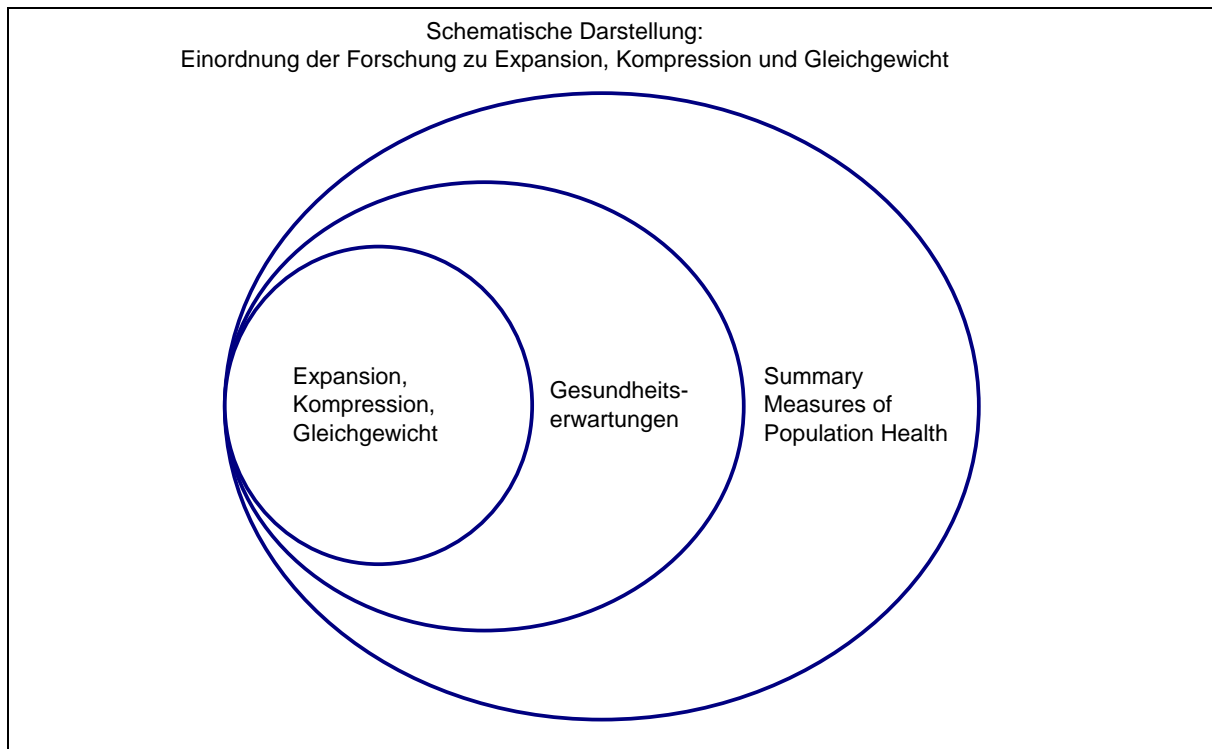 Schematische Darstellung:
Einordnung der Forschung zu Expansion, Kompression und Gleichgewicht
Expansion,
Kompression,
Gleichgewicht
Gesundheits-
erwartungen
Summary
Measures of
Population Health